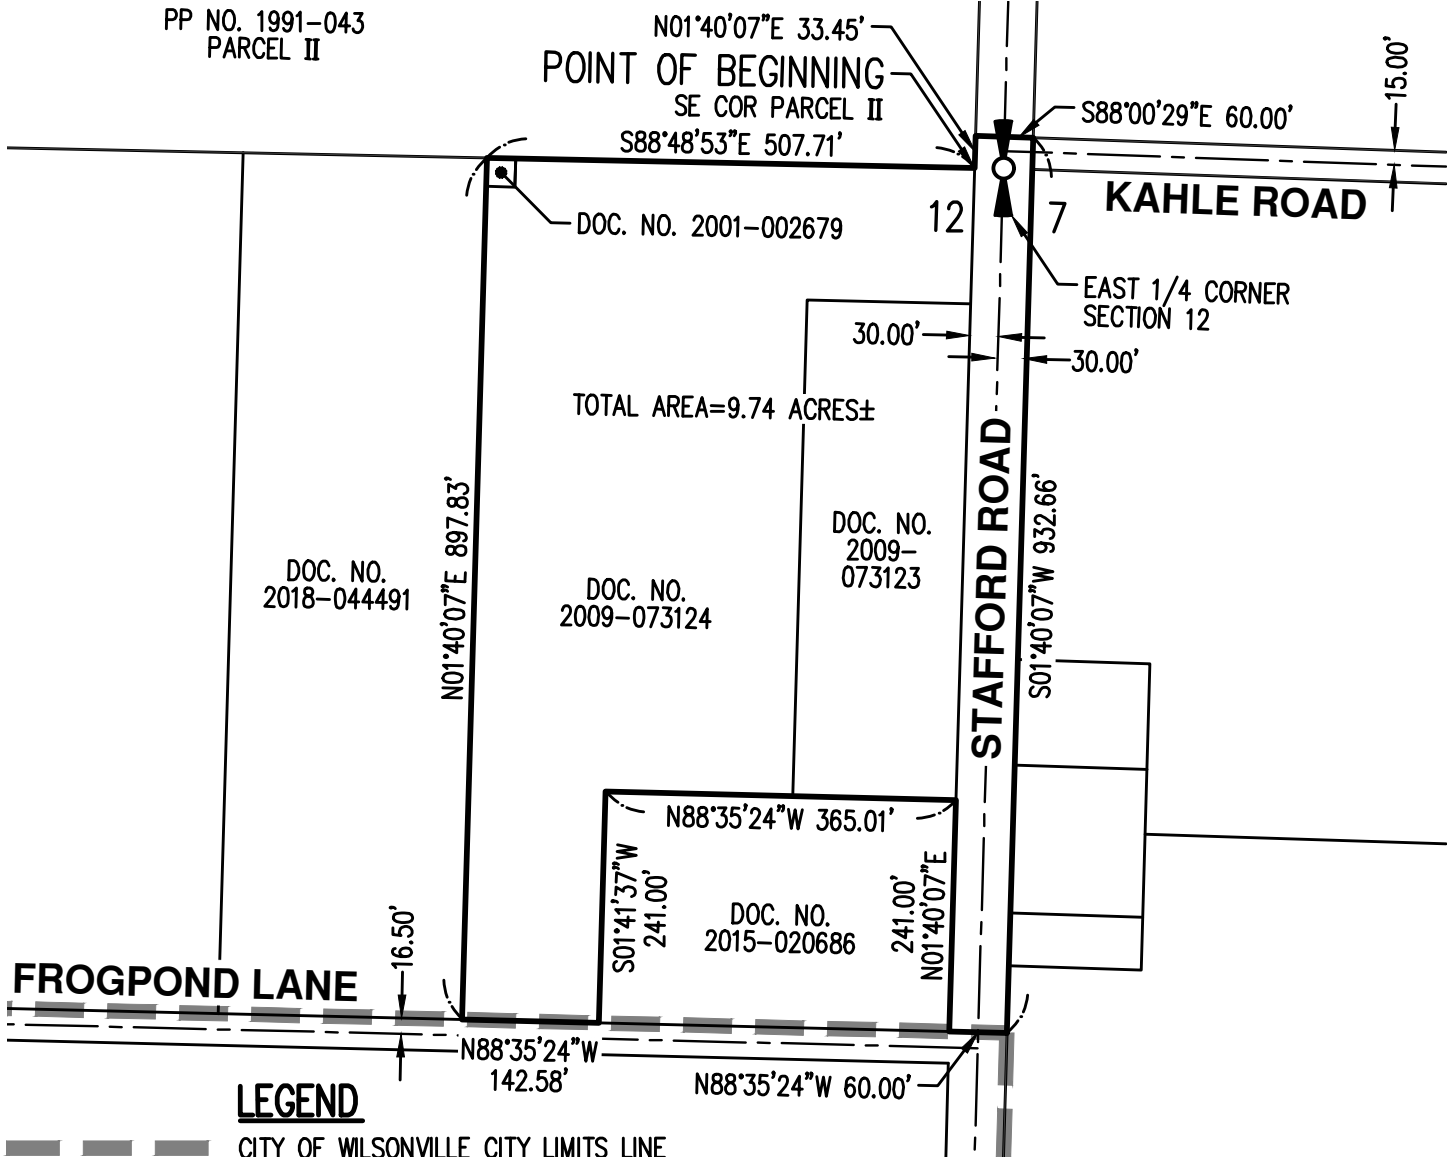 PP NO. 1991-043
PARCEL II
N01°40'07"E 33.45'
POINT OF BEGINNING
SE COR PARCEL II
S88°48'53"E 507.71'
S88°00'29"E 60.00'
15.00'
KAHLE ROAD
12
7
DOC. NO. 2001-002679
EAST 1/4 CORNER
SECTION 12
30.00'
30.00'
TOTAL AREA=9.74 ACRES±
STAFFORD ROAD
N01°40'07"E 897.83'
S01°40'07"W 932.66'
DOC. NO.
2009-
073123
DOC. NO.
2018-044491
DOC. NO.
2009-073124
N88°35'24"W 365.01'
S01°41'37"W
241.00'
DOC. NO.
2015-020686
241.00'
N01°40'07"E
16.50'
FROGPOND LANE
N88°35'24"W
142.58'
N88°35'24"W 60.00'
LEGEND
CITY OF WILSONVILLE CITY LIMITS LINE